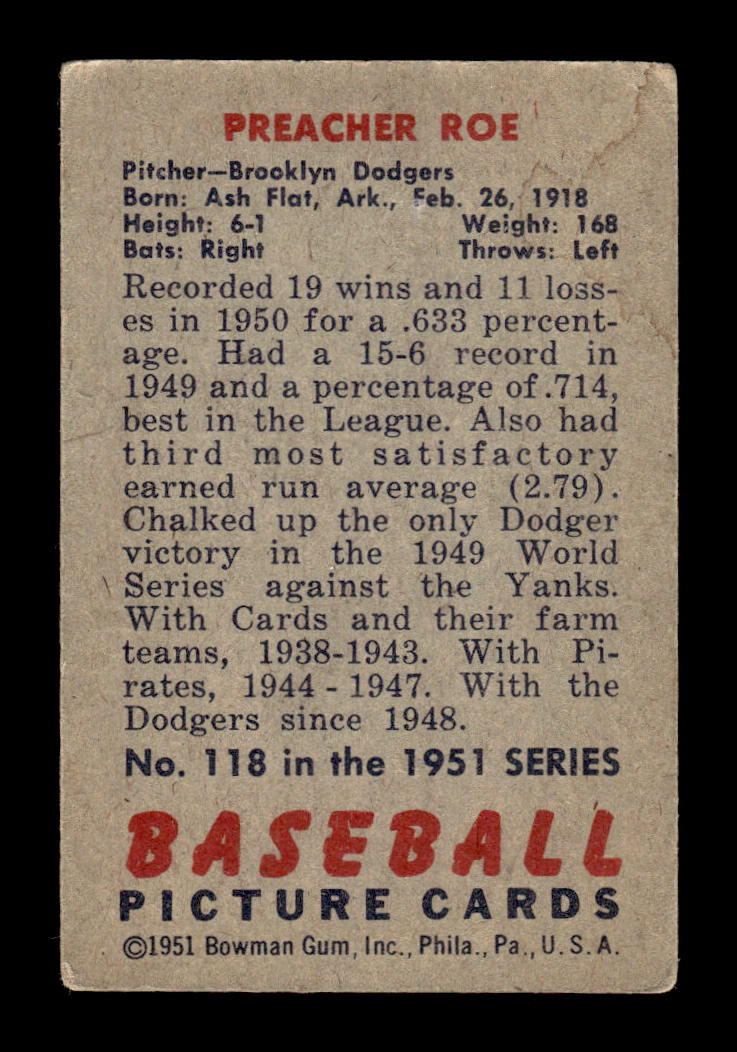 PREACHER ROE
Pitcher—Brooklyn Dodgers
Born: Ash Flat, Ark., Feb. 26, 1918
Height: 6-1 Weight: 168
Bats: Right Throws: Left
Recorded 19 wins and 11 loss-
es in 1950 for a .633 percent-
age. Had a 15-6 record in
1949 and a percentage of .714,
best in the League. Also had
third most satisfactory
earned run average (2.79).
Chalked up the only Dodger
victory in the 1949 World
Series against the Yanks.
With Cards and their farm
teams, 1938-1943. With Pi-
rates, 1944 - 1947. With the
Dodgers since 1948.
No. 118 in the 1951 SERIES
BASEBALL
PICTURE CARDS
©1951 Bowman Gum, Inc., Phila., Pa., U.S.A.